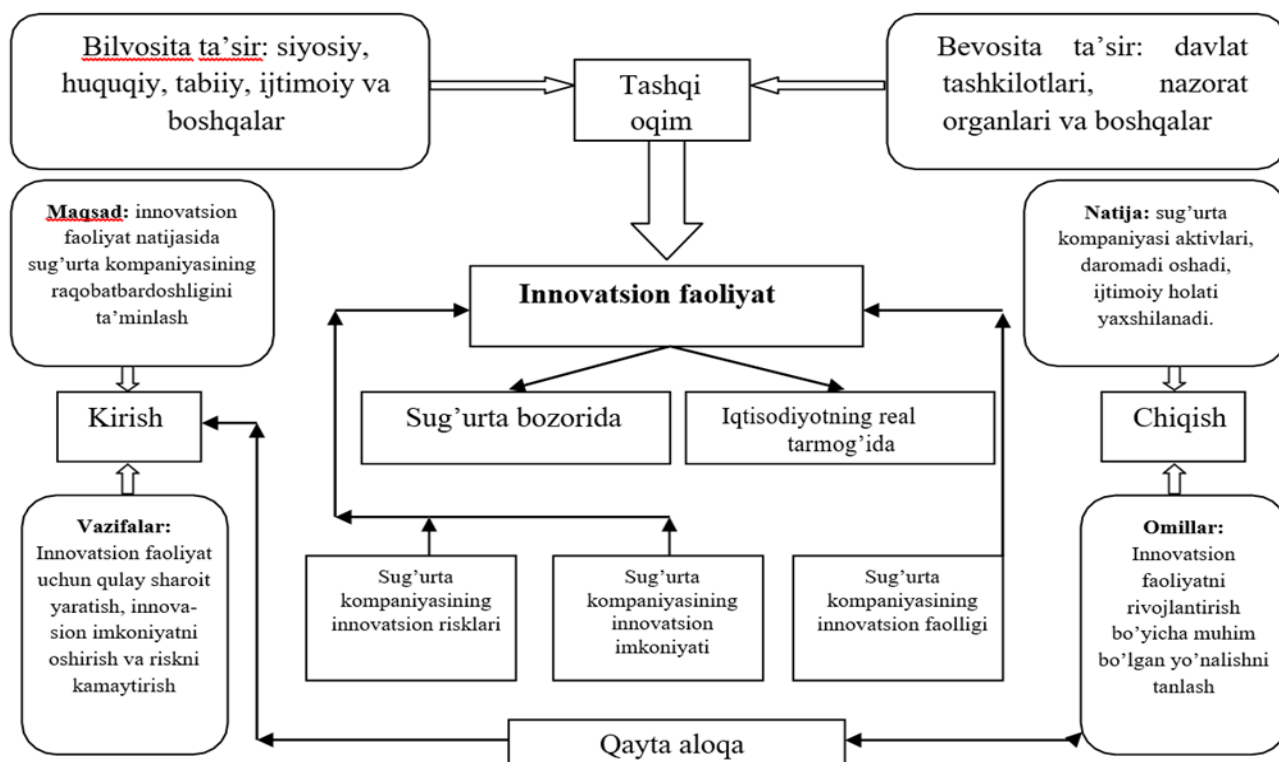 Bilvosita ta’sir: siyosiy,
huquqiy, tabiiy, ijtimoiy va
boshqalar
Tashqi
oqim
Bevosita ta’sir: davlat
tashkilotlari, nazorat
organlari va boshqalar
Maqsad: innovatsion
faoliyat natijasida
sug’urta kompaniyasining
raqobatbardoshligini
ta’minlash
Innovatsion faoliyat
Natija: sug’urta
kompaniyasi aktivlari,
daromadi oshadi,
ijtimoiy holati
yaxshilanadi.
Kirish
Sug’urta bozorida
Iqtisodiyotning real
tarmog’ida
Chiqish
Vazifalar:
Innovatsion faoliyat
uchun qulay sharoit
yaratish, innova-
sion imkoniyatni
oshirish va riskni
kamaytirish
Sug’urta
kompaniyasining
innovatsion risklari
Sug’urta
kompaniyasining
innovatsion
imkoniyati
Sug’urta
kompaniyasining
innovatsion faolligi
Omillar:
Innovatsion
faoliyatni
rivojlantirish
bo’yicha muhim
bo’lgan yo’nalishni
tanlash
Qayta aloqa